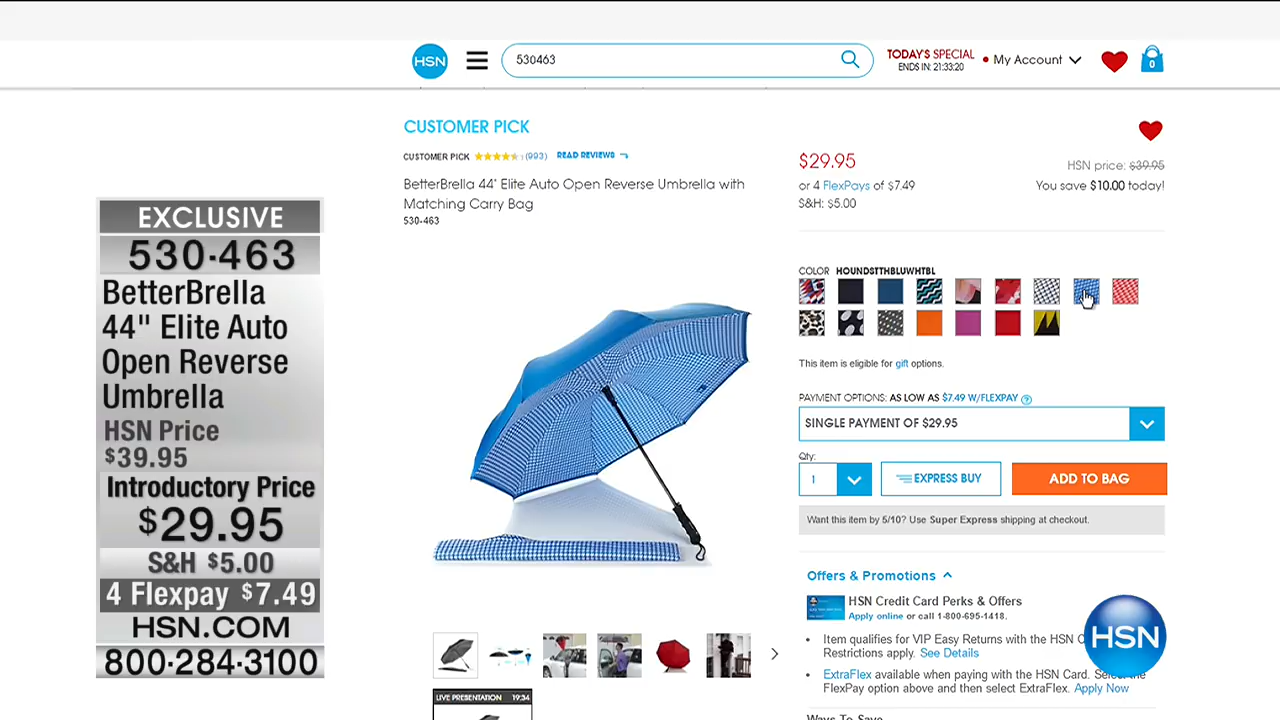 HSN
530463
TODAY'S SPECIAL
ENDS IN: 21:33:20
My Account
0
CUSTOMER PICK
CUSTOMER PICK (993) READ REVIEWS
BetterBrella 44" Elite Auto Open Reverse Umbrella with
Matching Carry Bag
530-463
$29.95
HSN price: $39.95
or 4 FlexPays of $7.49
You save $10.00 today!
S&H: $5.00
COLOR HOUNDSTTHBLUWHTBL
This item is eligible for gift options.
PAYMENT OPTIONS: AS LOW AS $7.49 W/FLEXPAY ?
SINGLE PAYMENT OF $29.95
Qty:
1
EXPRESS BUY
ADD TO BAG
Want this item by 5/10? Use Super Express shipping at checkout.
Offers & Promotions
HSN Credit Card Perks & Offers
Apply online or call 1-800-695-1418.
Item qualifies for VIP Easy Returns with the HSN
Restrictions apply. See Details
ExtraFlex available when paying with the HSN Card. Select the
FlexPay option above and then select ExtraFlex. Apply Now
Ways To Save
HSN
LIVE PRESENTATION 19:34
EXCLUSIVE
530-463
BetterBrella
44" Elite Auto
Open Reverse
Umbrella
HSN Price
$39.95
Introductory Price
$29.95
S&H $5.00
4 Flexpay $7.49
HSN.COM
800-284-3100